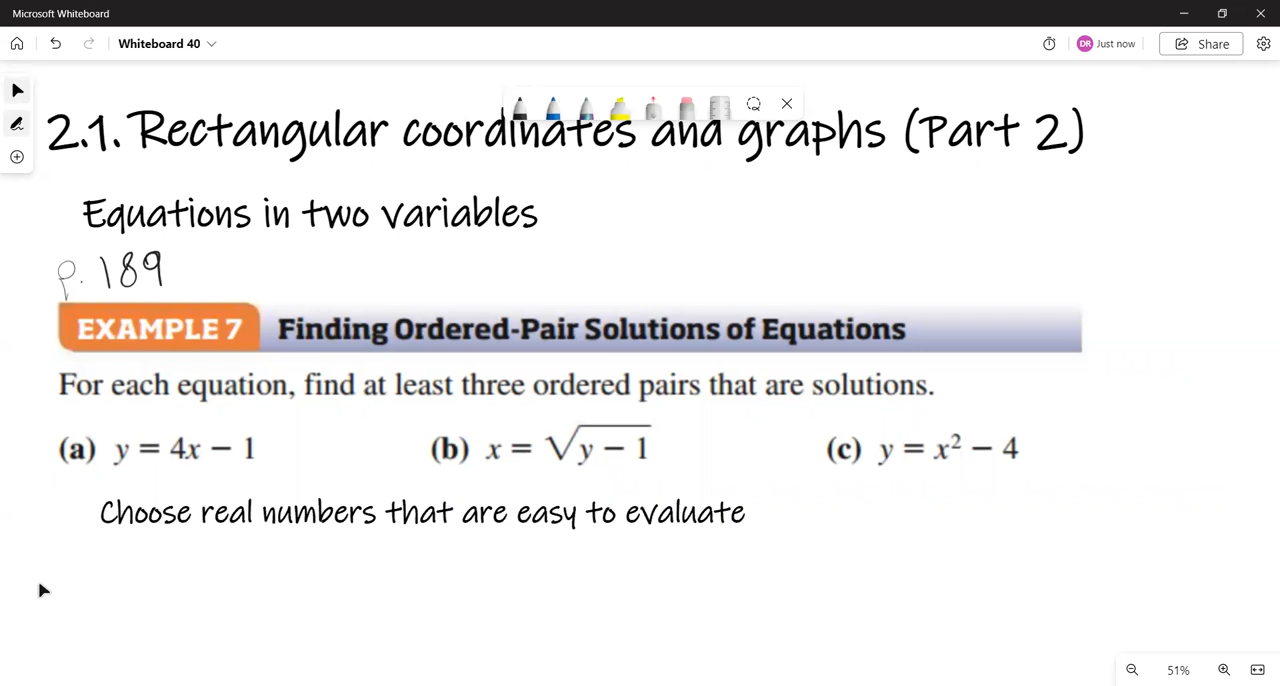 Microsoft Whiteboard
Whiteboard 40
DR Just now Share
2.1. Rectangular coordinates and graphs (Part 2)
Equations in two variables
p. 189
EXAMPLE 7 Finding Ordered-Pair Solutions of Equations
For each equation, find at least three ordered pairs that are solutions.
(a) y = 4x − 1 (b) x = √(y − 1) (c) y = x² − 4
Choose real numbers that are easy to evaluate
51%